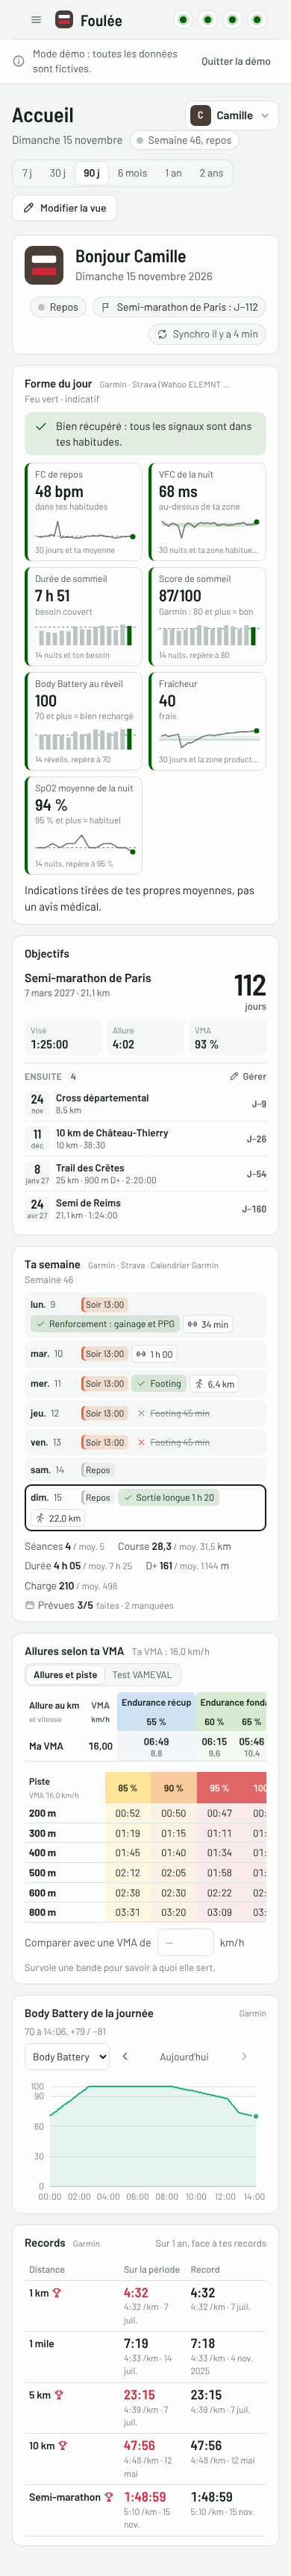 Foulée
Mode démo : toutes les données
sont fictives.
Quitter la démo
Accueil
C Camille
Dimanche 15 novembre
Semaine 46, repos
7 j 30 j 90 j 6 mois 1 an 2 ans
Modifier la vue
Bonjour Camille
Dimanche 15 novembre 2026
Repos
Semi-marathon de Paris : J-112
Synchro il y a 4 min
Forme du jour Garmin · Strava (Wahoo ELEMNT ...
Feu vert · indicatif
Bien récupéré : tous les signaux sont dans
tes habitudes.
FC de repos
48 bpm
dans tes habitudes
30 jours et ta moyenne
VFC de la nuit
68 ms
au-dessus de ta zone
30 nuits et ta zone habitue...
Durée de sommeil
7 h 51
besoin couvert
14 nuits et ton besoin
Score de sommeil
87/100
Garmin : 80 et plus = bon
14 nuits, repère à 80
Body Battery au réveil
100
70 et plus = bien rechargé
14 réveils, repère à 70
Fraîcheur
40
frais
30 jours et la zone product...
SpO2 moyenne de la nuit
94 %
95 % et plus = habituel
14 nuits, repère à 95 %
Indications tirées de tes propres moyennes, pas
un avis médical.
Objectifs
Semi-marathon de Paris
7 mars 2027 · 21,1 km
112
jours
Visé
1:25:00
Allure
4:02
VMA
93 %
ENSUITE 4
Gérer
24 nov
Cross départemental
8,5 km
J-9
11 déc
10 km de Château-Thierry
10 km · 38:30
J-26
8 janv 27
Trail des Crêtes
25 km · 900 m D+ · 2:20:00
J-54
24 avr 27
Semi de Reims
21,1 km · 1:24:00
J-160
Ta semaine Garmin · Strava · Calendrier Garmin
Semaine 46
lun. 9 Soir 13:00
Renforcement : gainage et PPG 34 min
mar. 10 Soir 13:00 1 h 00
mer. 11 Soir 13:00 Footing 6,4 km
jeu. 12 Soir 13:00 Footing 45 min
ven. 13 Soir 13:00 Footing 45 min
sam. 14 Repos
dim. 15 Repos Sortie longue 1 h 20
22,0 km
Séances 4 / moy. 5 Course 28,3 / moy. 31,5 km
Durée 4 h 05 / moy. 7 h 25 D+ 161 / moy. 1144 m
Charge 210 / moy. 498
Prévues 3/5 faites · 2 manquées
Allures selon ta VMA Ta VMA : 16,0 km/h
Allures et piste Test VAMEVAL
Allure au km
et vitesse
VMA
km/h
Endurance récup
Endurance fonda
55 % 60 % 65 %
Ma VMA 16,00 06:49 06:15 05:46
8,8 9,6 10,4
Piste
VMA 16,0 km/h
85 % 90 % 95 % 100
200 m 00:52 00:50 00:47 00:
300 m 01:19 01:15 01:11 01:
400 m 01:45 01:40 01:34 01:
500 m 02:12 02:05 01:58 01:
600 m 02:38 02:30 02:22 02:
800 m 03:31 03:20 03:09 03:
Comparer avec une VMA de – km/h
Survole une bande pour savoir à quoi elle sert.
Body Battery de la journée Garmin
70 à 14:06, +79 / −81
Body Battery Aujourd'hui
100
90
60
30
0
00:00 02:00 04:00 06:00 08:00 10:00 12:00 14:00
Records Garmin Sur 1 an, face à tes records
Distance Sur la période Record
1 km 4:32 4:32
4:32 /km · 7 juil. 4:32 /km · 7 juil.
1 mile 7:19 7:18
4:33 /km · 14 juil. 4:33 /km · 4 nov. 2025
5 km 23:15 23:15
4:39 /km · 7 juil. 4:39 /km · 7 juil.
10 km 47:56 47:56
4:48 /km · 12 mai 4:48 /km · 12 mai
Semi-marathon 1:48:59 1:48:59
5:10 /km · 15 nov. 5:10 /km · 15 nov.